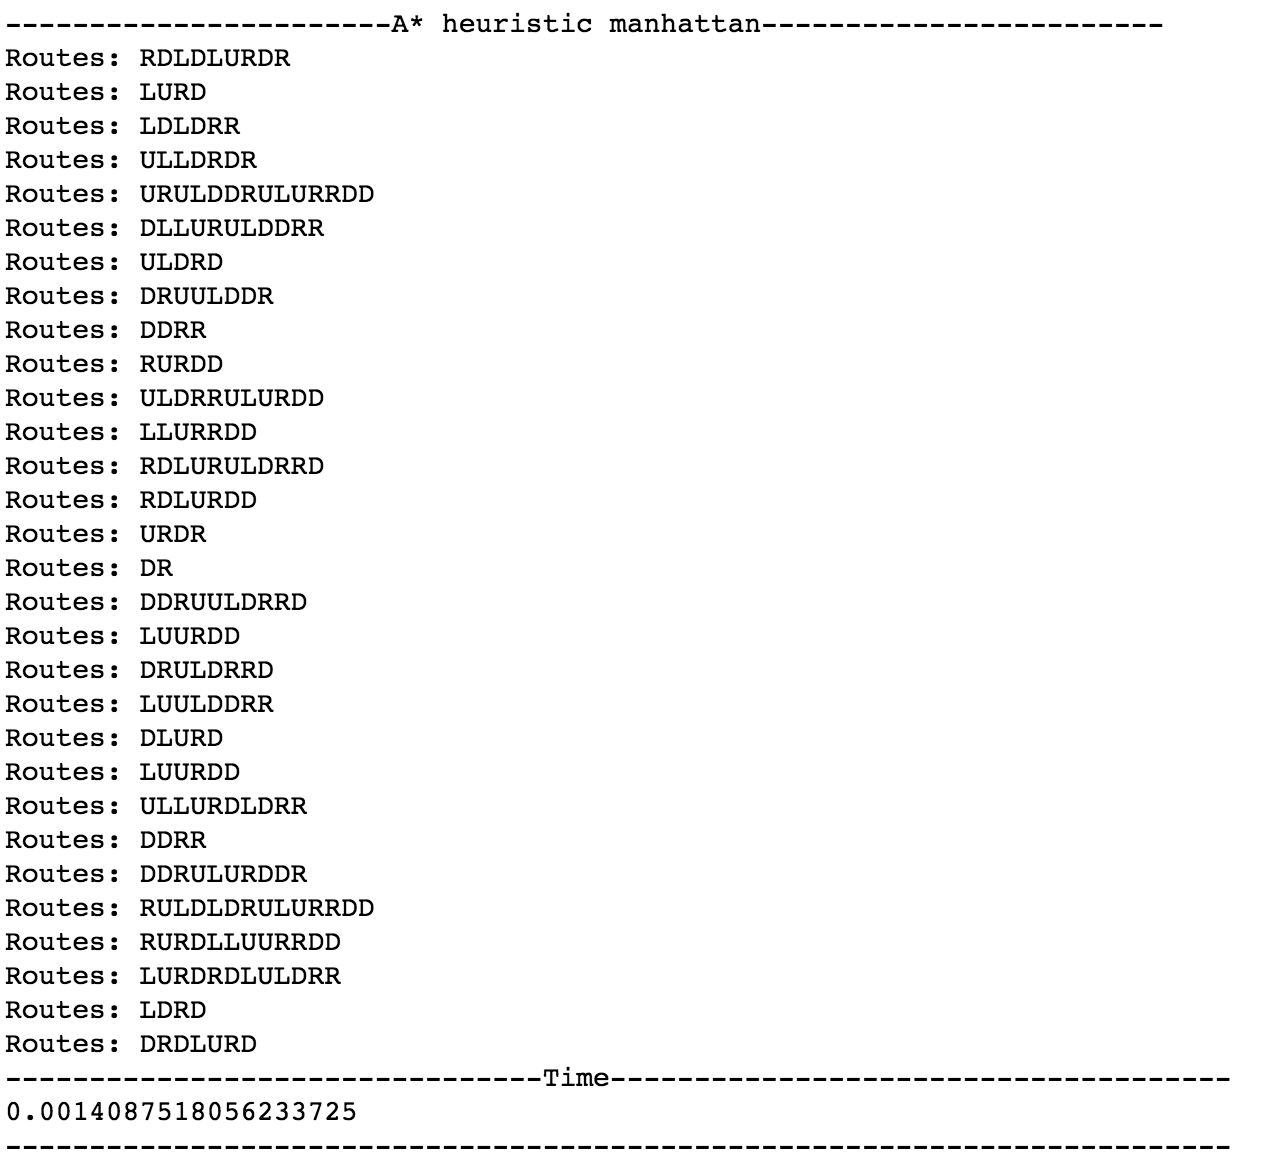 -----------------------A* heuristic manhattan------------------------
Routes: RDLDLURDR
Routes: LURD
Routes: LDLDRR
Routes: ULLDRDR
Routes: URULDDRULURRDD
Routes: DLLURULDDRR
Routes: ULDRD
Routes: DRUULDDR
Routes: DDRR
Routes: RURDD
Routes: ULDRRULURDD
Routes: LLURRDD
Routes: RDLURULDRRD
Routes: RDLURDD
Routes: URDR
Routes: DR
Routes: DDRUULDRRD
Routes: LUURDD
Routes: DRULDRRD
Routes: LUULDDRR
Routes: DLURD
Routes: LUURDD
Routes: ULLURDLDRR
Routes: DDRR
Routes: DDRULURDDR
Routes: RULDLDRULURRDD
Routes: RURDLLUURRDD
Routes: LURDRDLULDRR
Routes: LDRD
Routes: DRDLURD
--------------------------------Time-------------------------------------
0.0014087518056233725
-------------------------------------------------------------------------